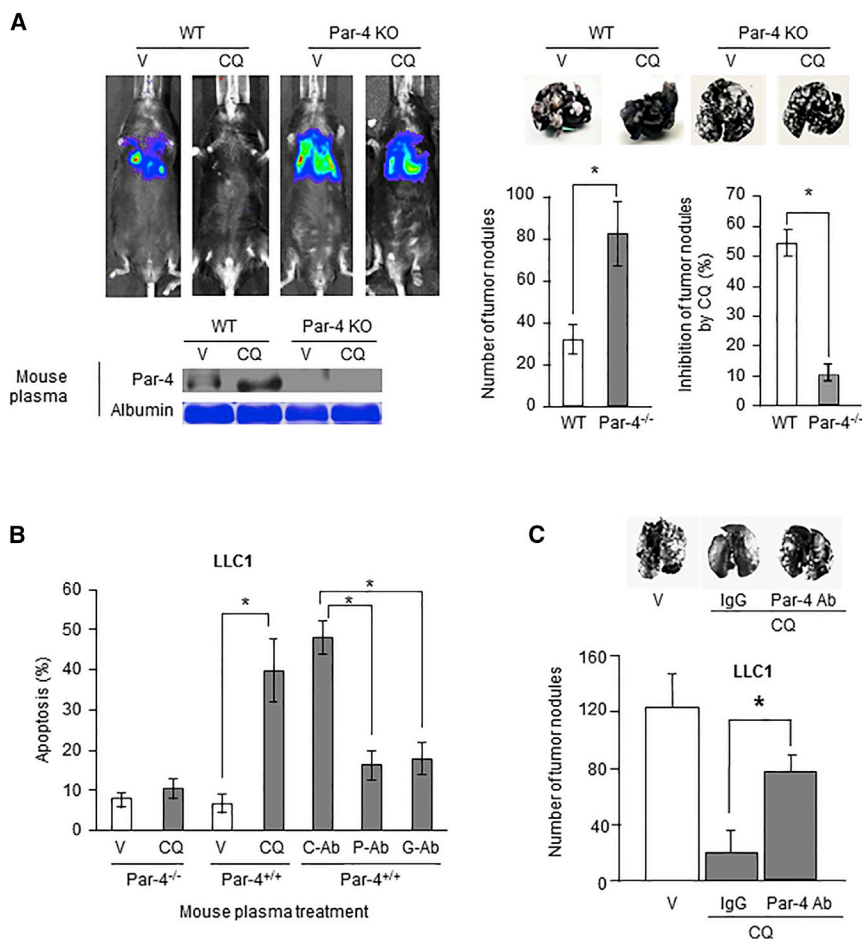 A
WT Par-4 KO
V CQ V CQ
WT Par-4 KO
V CQ V CQ
Mouse plasma
Par-4
Albumin
WT Par-4 KO
V CQ V CQ
Number of tumor nodules
100
80
60
40
20
0
*
WT Par-4-/-
Inhibition of tumor nodules
by CQ (%)
70
60
50
40
30
20
10
0
*
WT Par-4-/-
B
LLC1
Apoptosis (%)
60
50
40
30
20
10
0
* * *
V CQ V CQ C-Ab P-Ab G-Ab
Par-4-/- Par-4+/+ Par-4+/+
Mouse plasma treatment
C
V IgG Par-4 Ab
CQ
LLC1
Number of tumor nodules
160
120
80
40
0
*
V IgG Par-4 Ab
CQ